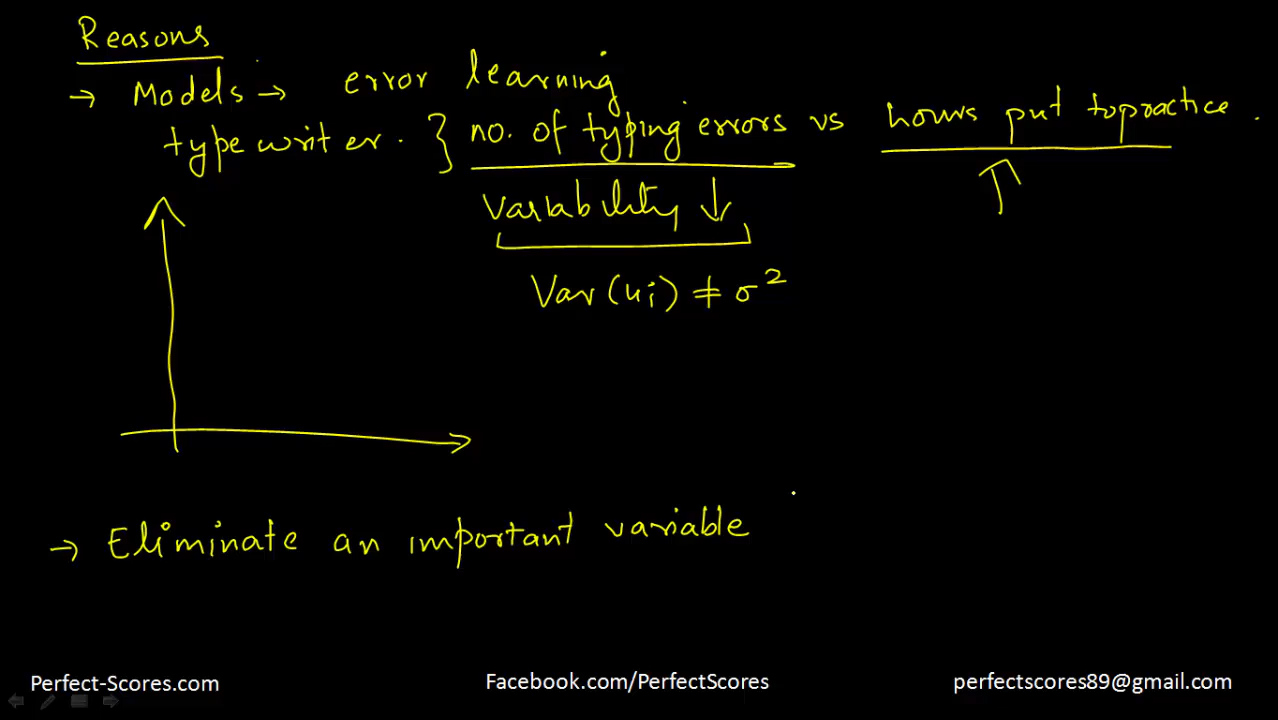 Reasons
→ Models → error learning
typewriter. } no. of typing errors vs hours put to practice.
Variability ↓
Var(ui) ≠ σ²
→ Eliminate an important variable
Perfect-Scores.com Facebook.com/PerfectScores perfectscores89@gmail.com